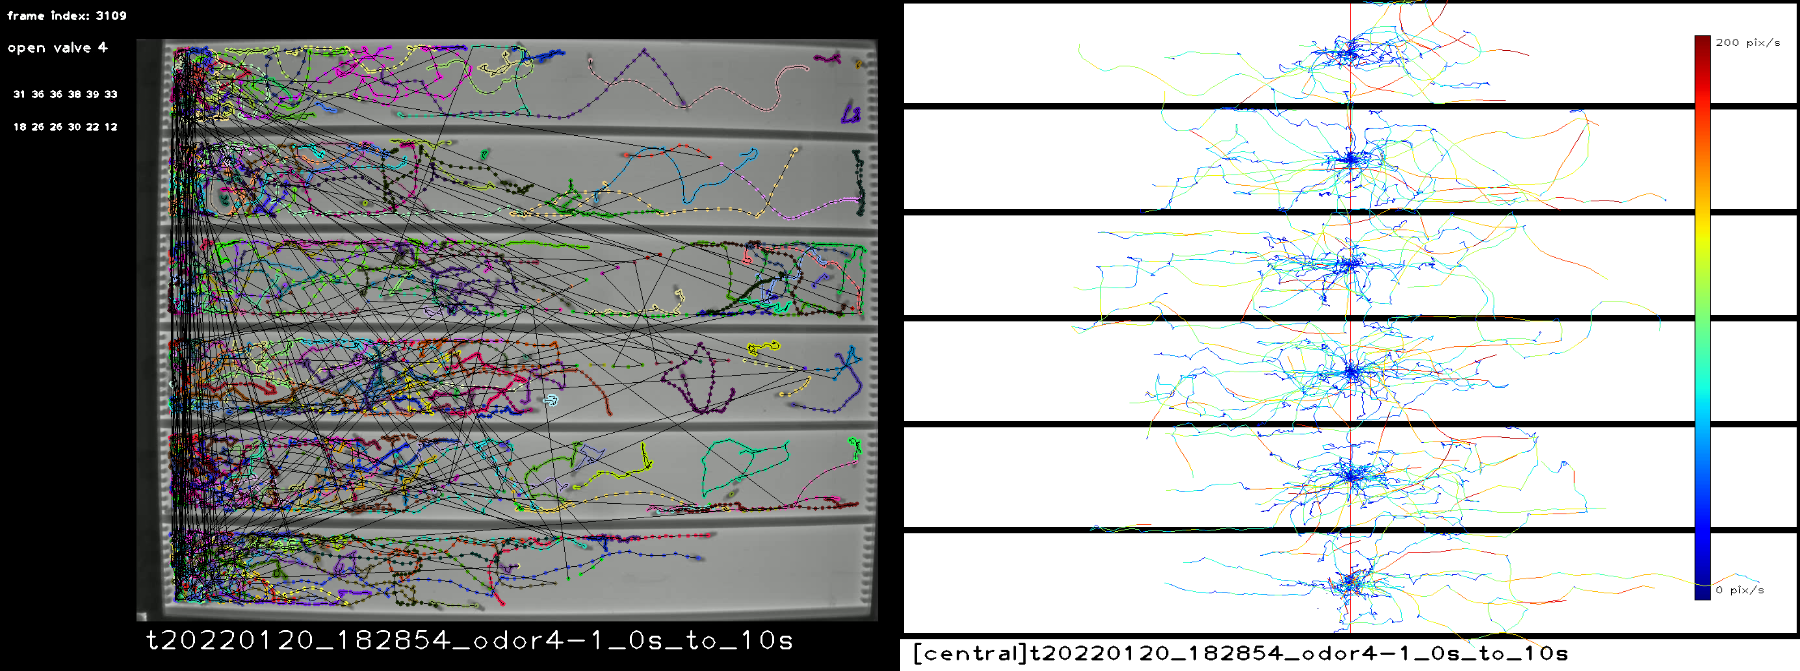 frame index: 3109
open valve 4
31 36 36 38 39 33
18 26 26 30 22 12
t20220120_182854_odor4-1_0s_to_10s
200 pix/s
0 pix/s
[central]t20220120_182854_odor4-1_0s_to_10s